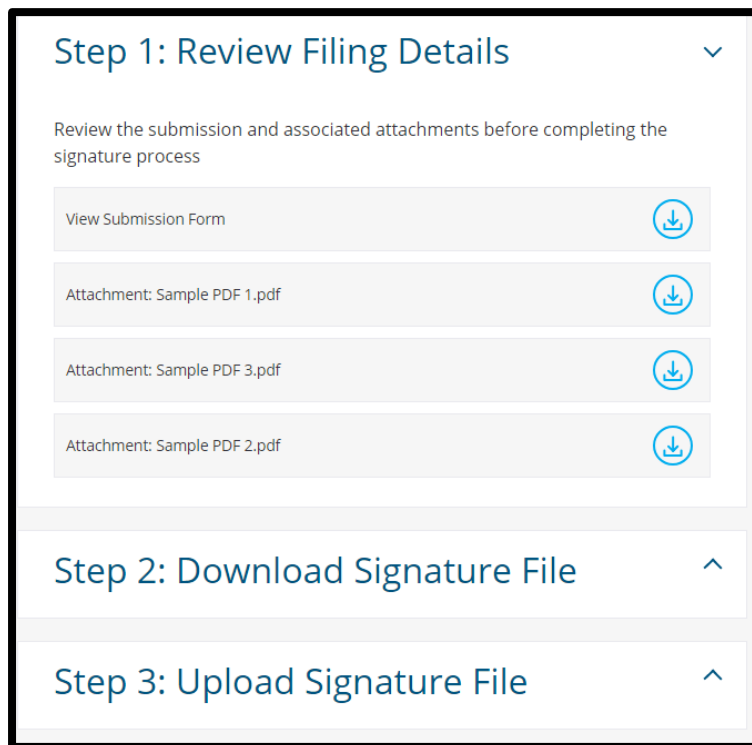 Step 1: Review Filing Details
Review the submission and associated attachments before completing the
signature process
View Submission Form
Attachment: Sample PDF 1.pdf
Attachment: Sample PDF 3.pdf
Attachment: Sample PDF 2.pdf
Step 2: Download Signature File
Step 3: Upload Signature File